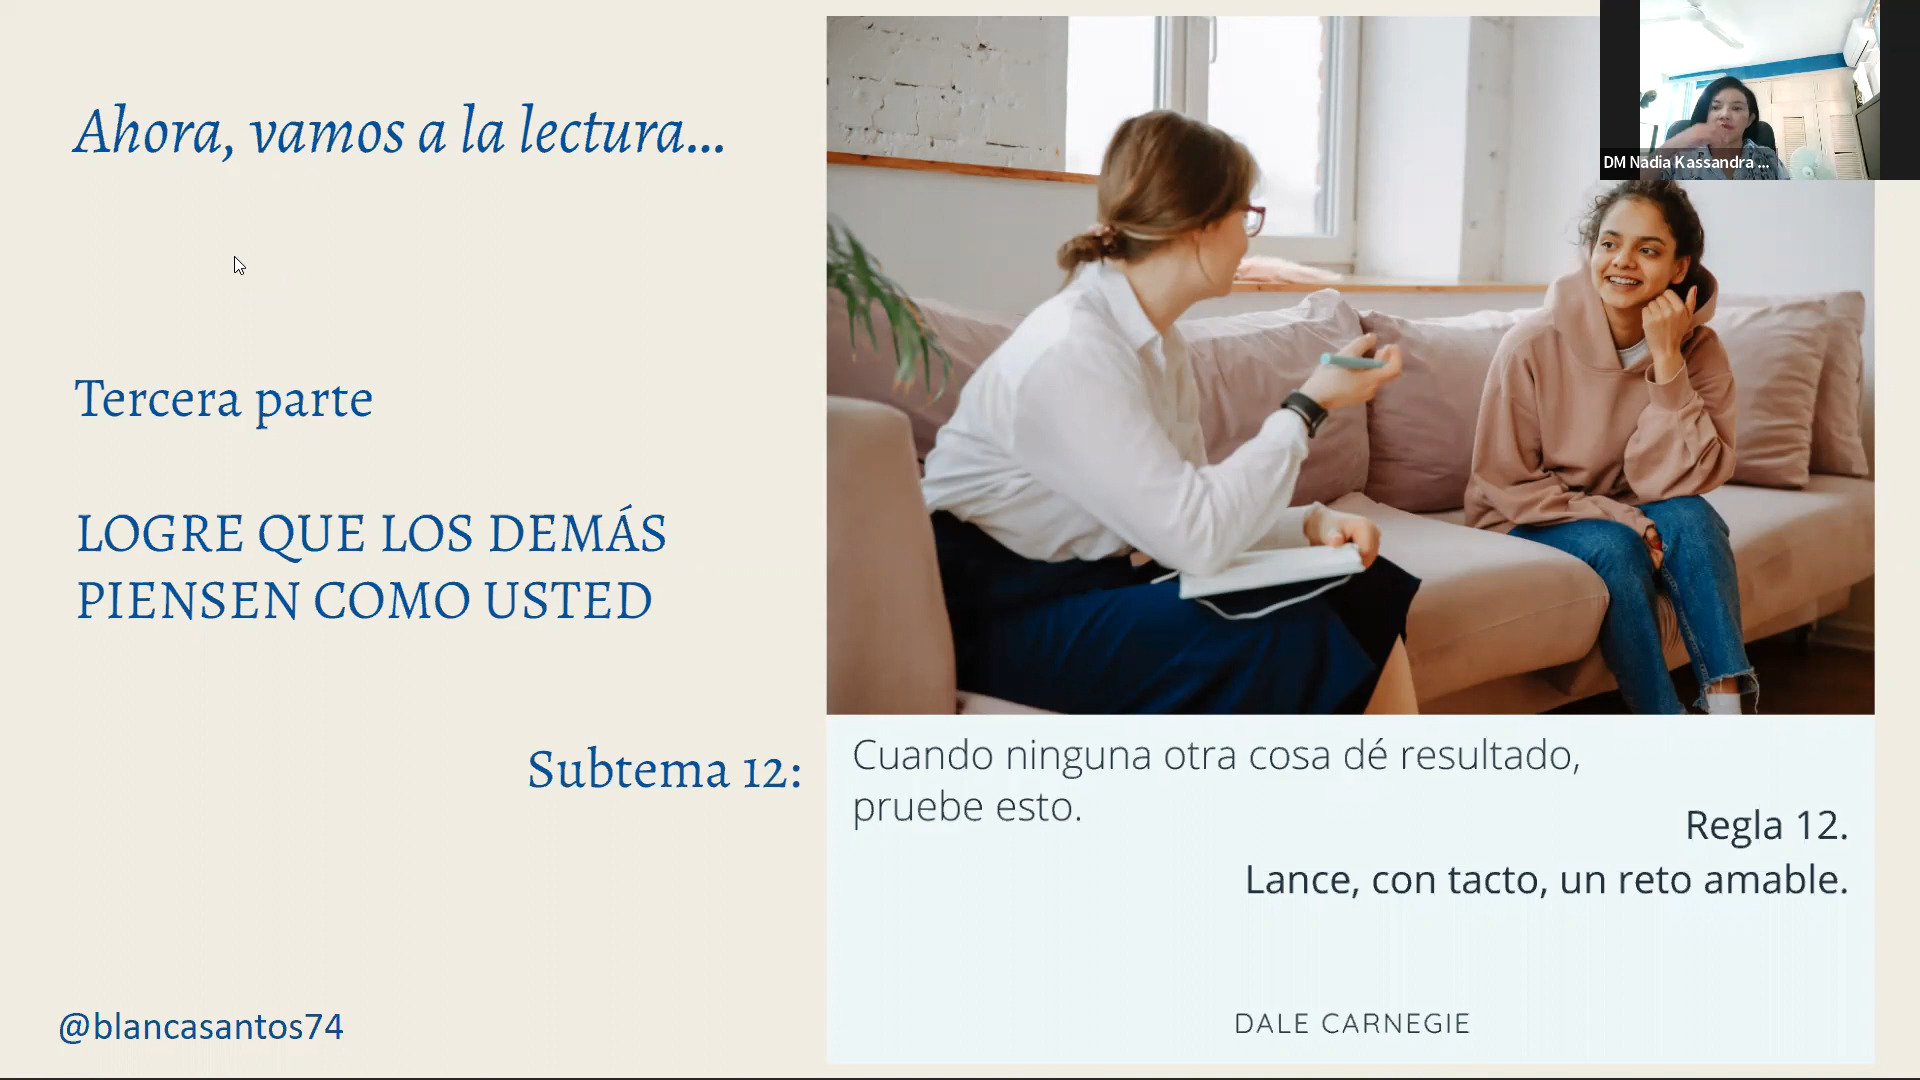 Ahora, vamos a la lectura...
DM Nadia Kassandra ...
Tercera parte
LOGRE QUE LOS DEMÁS
PIENSEN COMO USTED
Subtema 12:
Cuando ninguna otra cosa dé resultado,
pruebe esto.
Regla 12.
Lance, con tacto, un reto amable.
DALE CARNEGIE
@blancasantos74